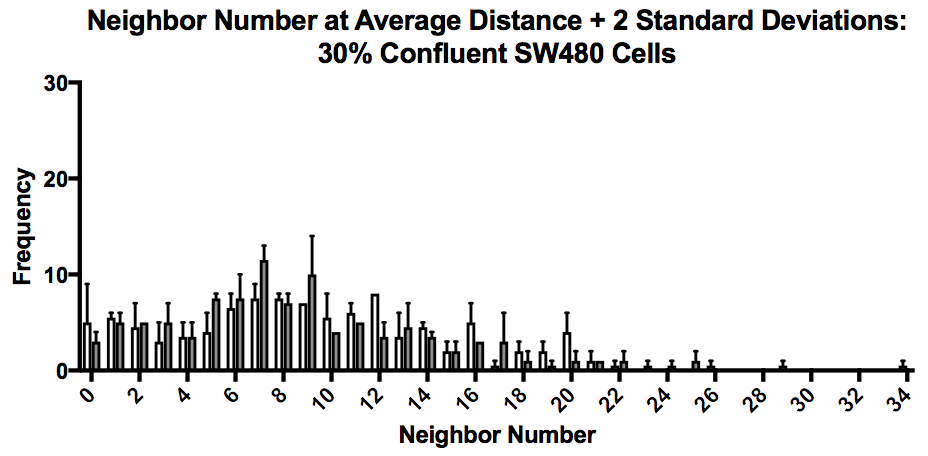 Neighbor Number at Average Distance + 2 Standard Deviations:
30% Confluent SW480 Cells
30
20
10
0
Frequency
0 2 4 6 8 10 12 14 16 18 20 22 24 26 28 30 32 34
Neighbor Number